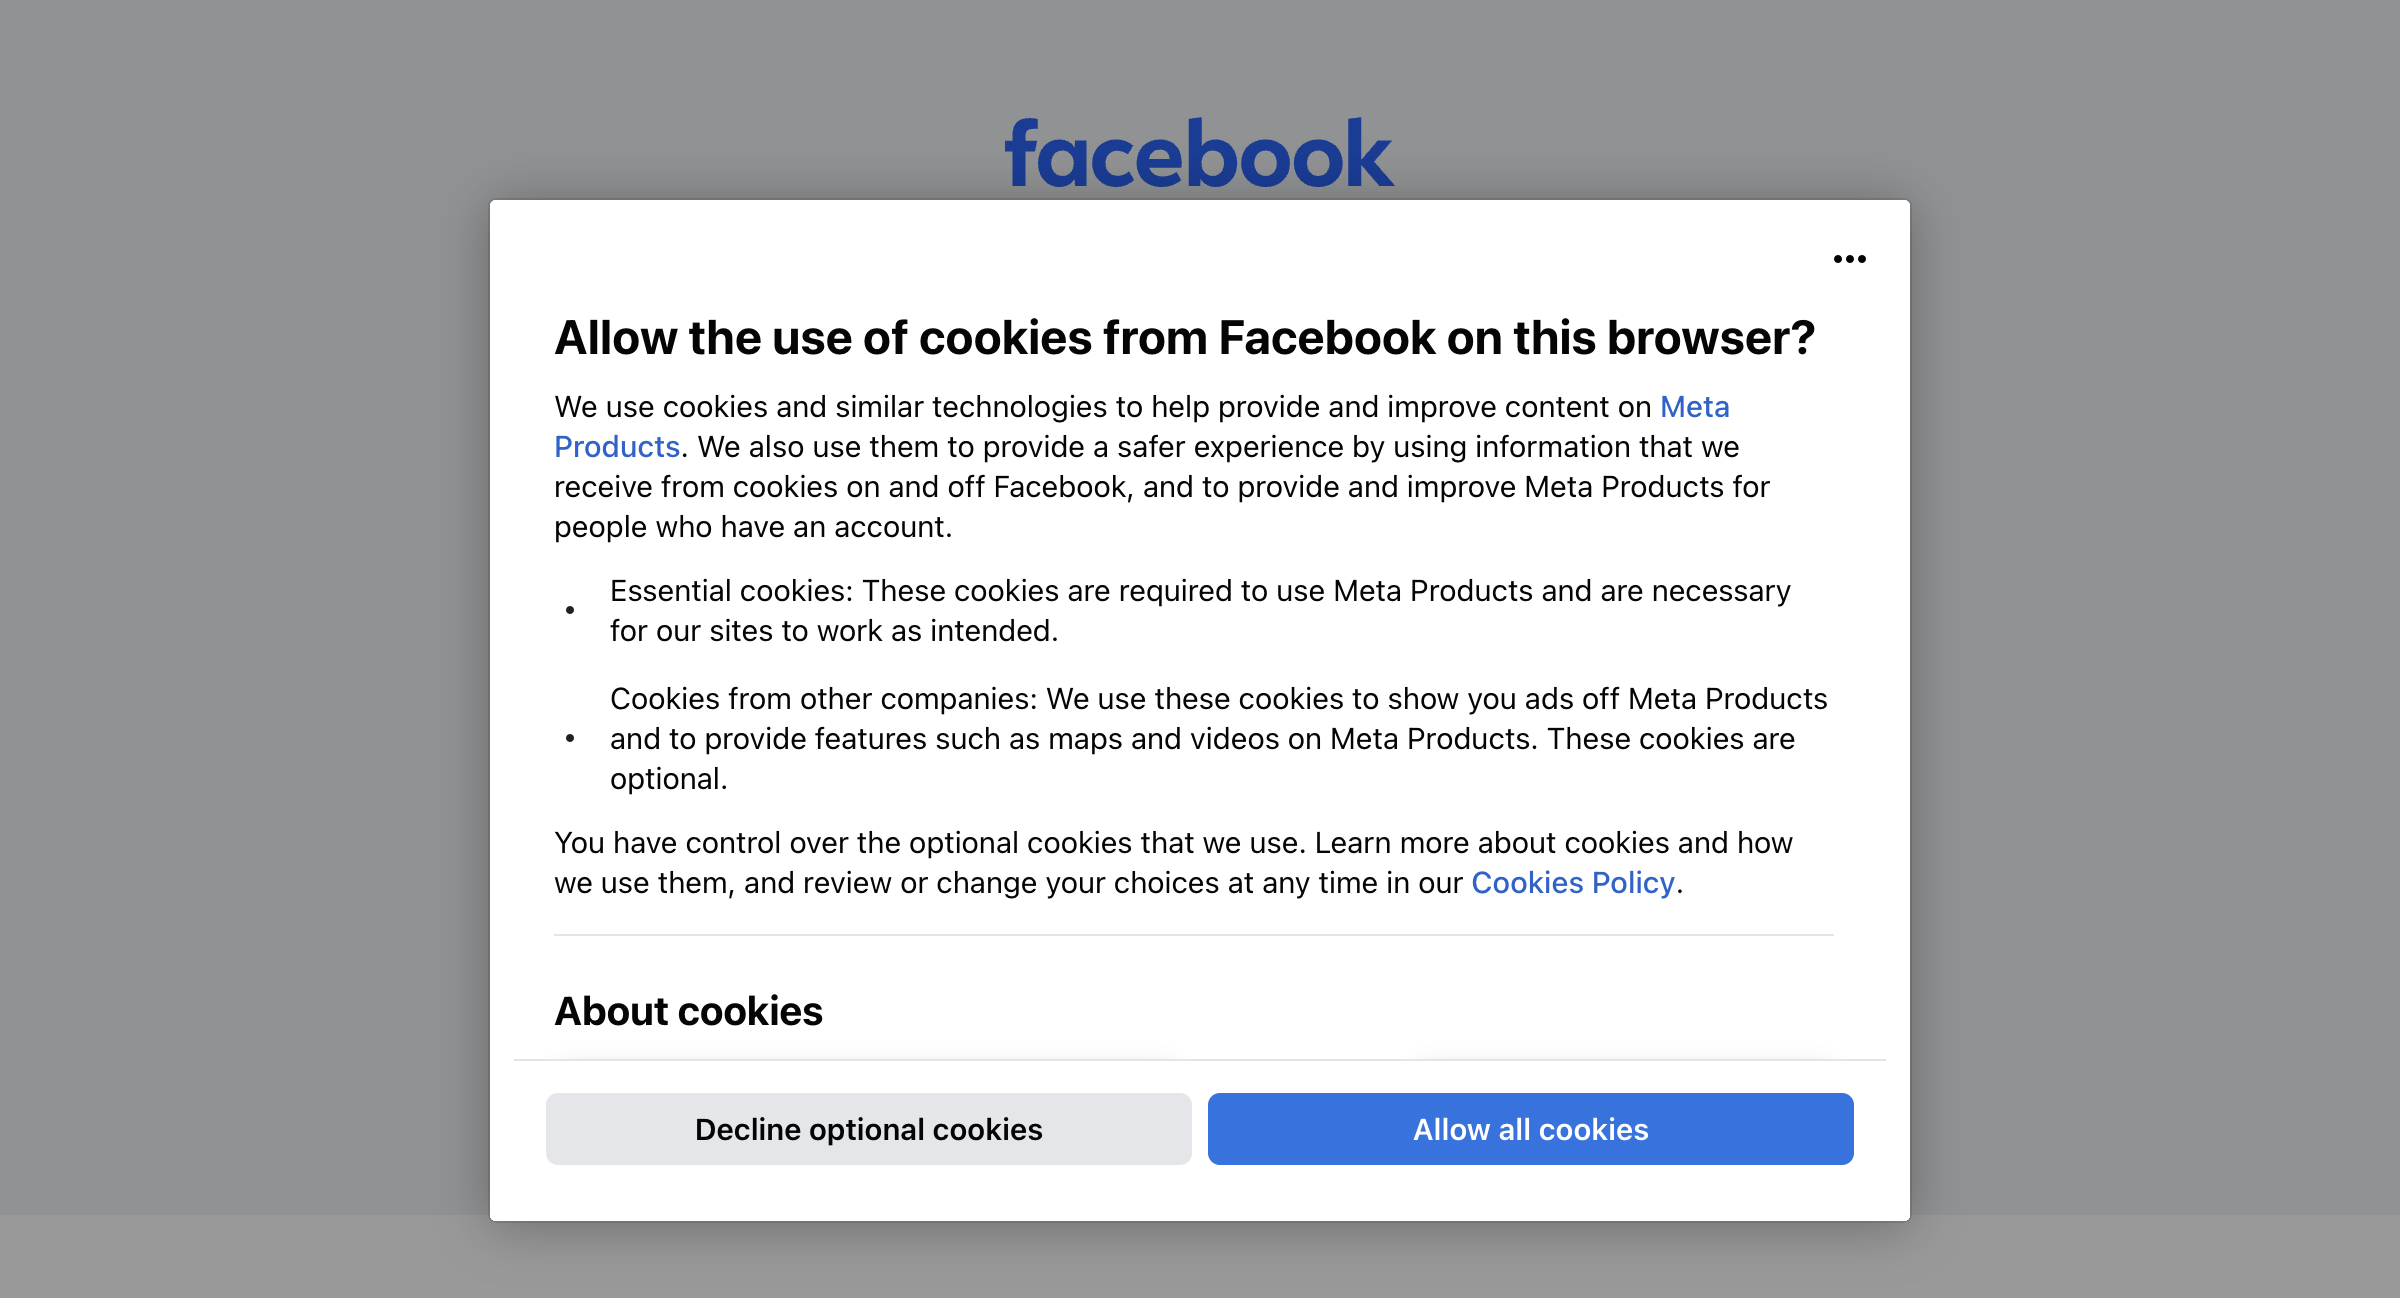 facebook
Allow the use of cookies from Facebook on this browser?
We use cookies and similar technologies to help provide and improve content on Meta
Products. We also use them to provide a safer experience by using information that we
receive from cookies on and off Facebook, and to provide and improve Meta Products for
people who have an account.
• Essential cookies: These cookies are required to use Meta Products and are necessary
for our sites to work as intended.
• Cookies from other companies: We use these cookies to show you ads off Meta Products
and to provide features such as maps and videos on Meta Products. These cookies are
optional.
You have control over the optional cookies that we use. Learn more about cookies and how
we use them, and review or change your choices at any time in our Cookies Policy.
About cookies
Decline optional cookies
Allow all cookies